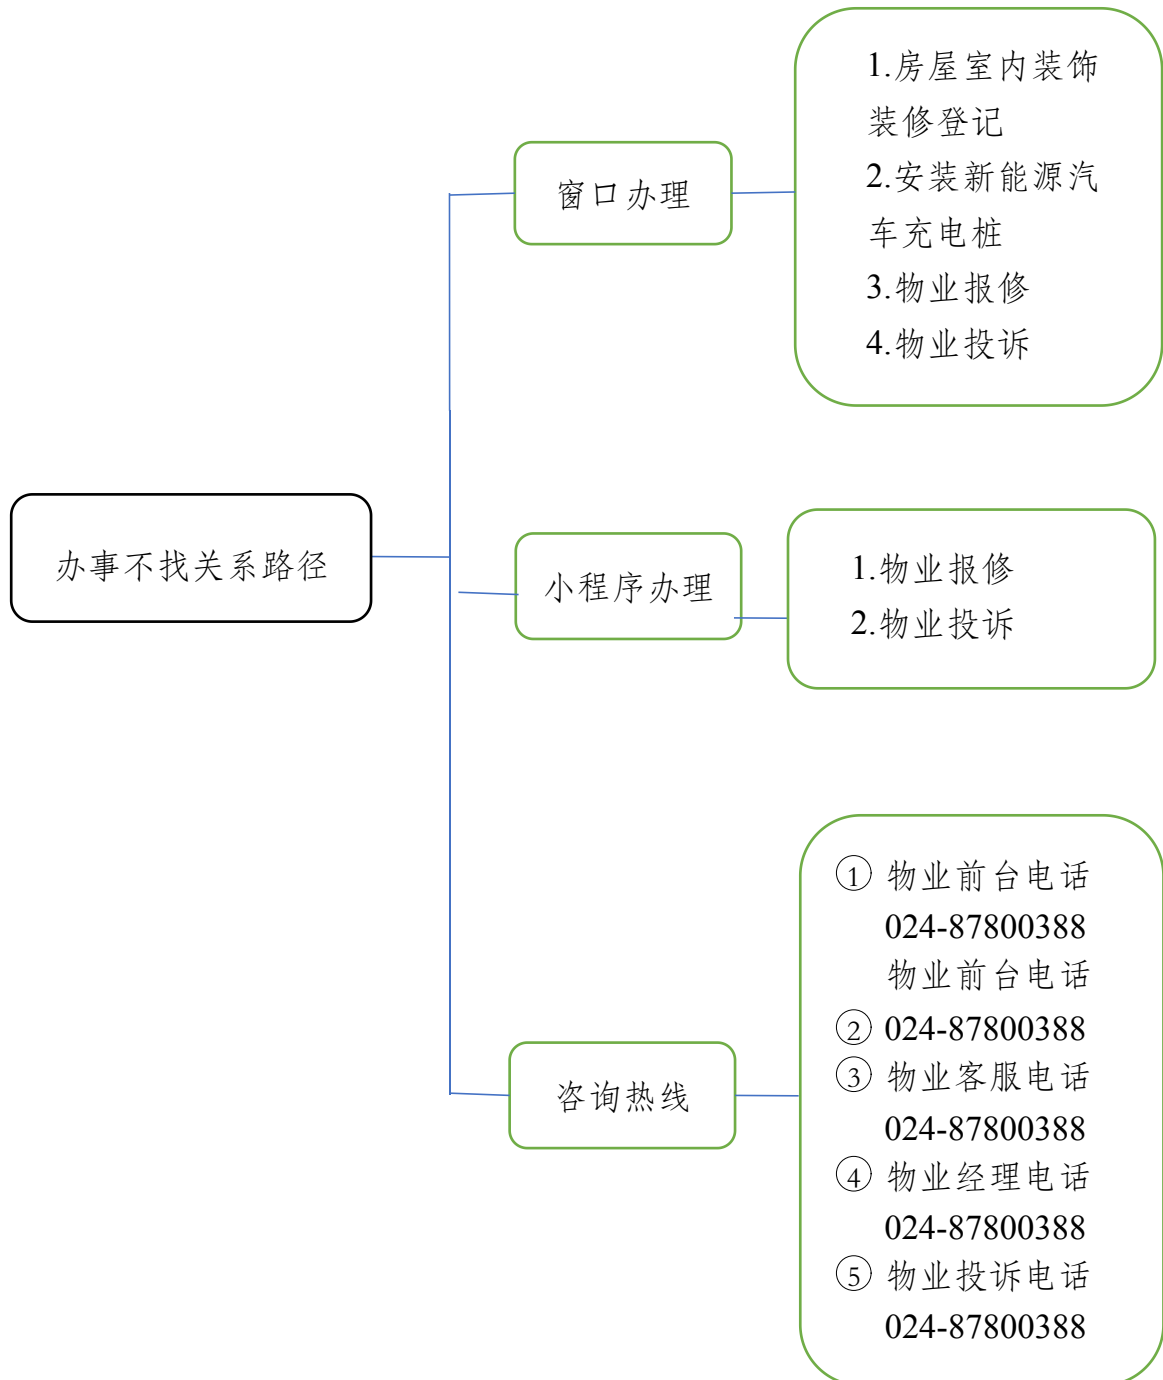 办事不找关系路径
窗口办理
1.房屋室内装饰
装修登记
2.安装新能源汽
车充电桩
3.物业报修
4.物业投诉
小程序办理
1.物业报修
2.物业投诉
咨询热线
① 物业前台电话
024-87800388
物业前台电话
② 024-87800388
③ 物业客服电话
024-87800388
④ 物业经理电话
024-87800388
⑤ 物业投诉电话
024-87800388